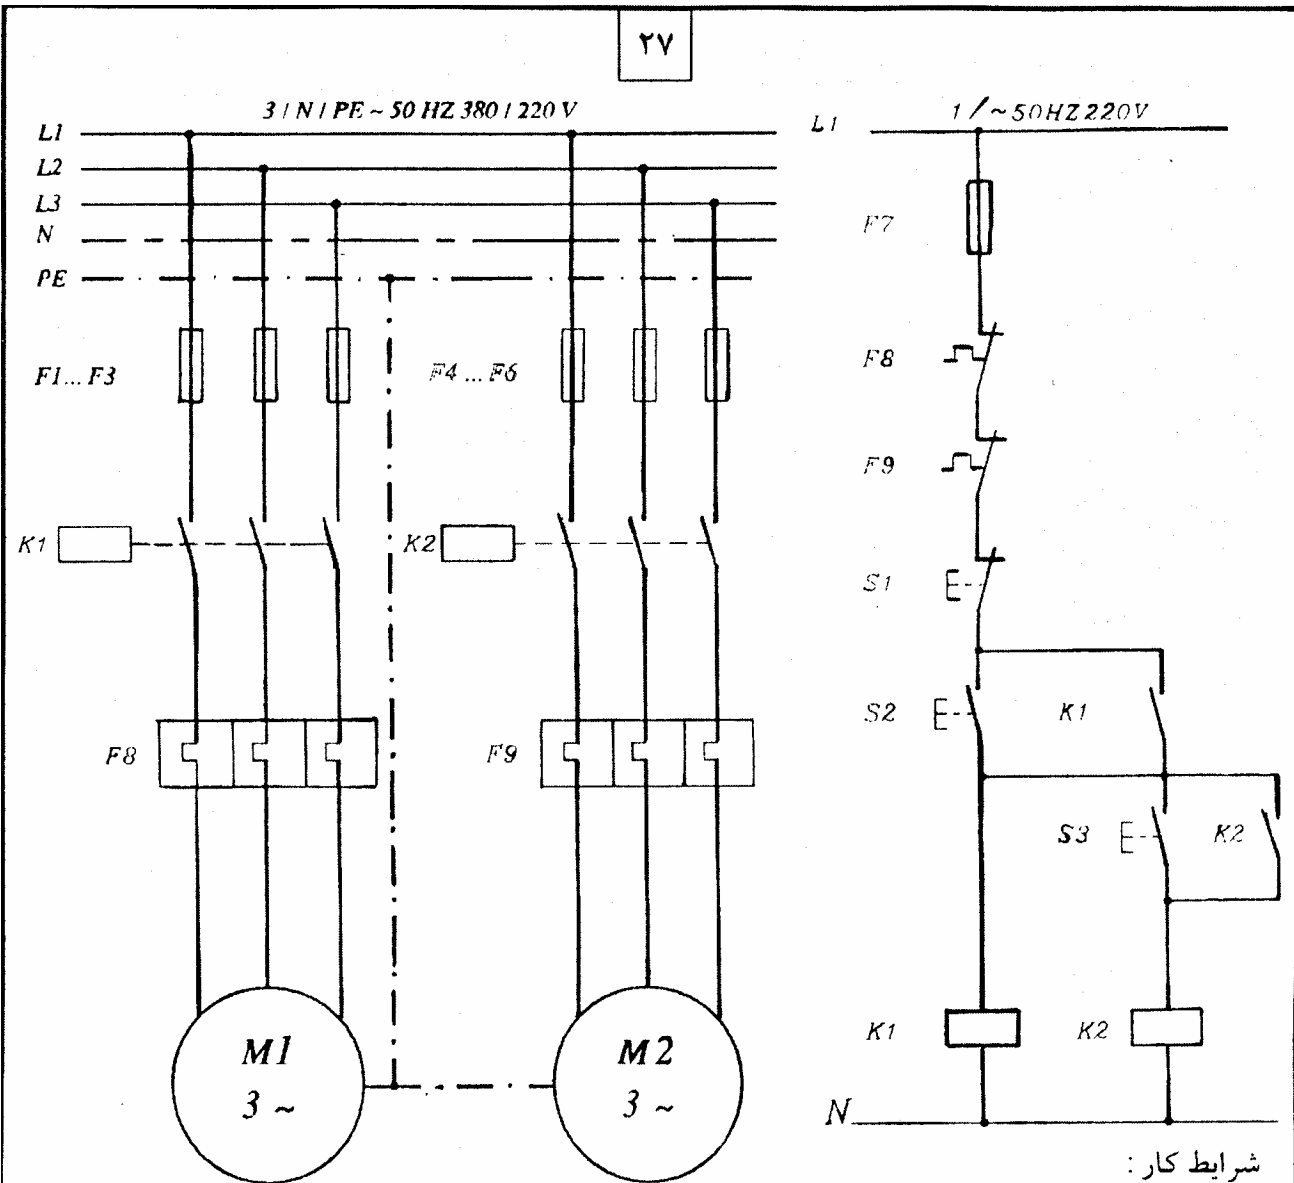 ۲۷
3 / N / PE ~ 50 HZ 380 / 220 V
L1
L2
L3
N
PE
F1... F3
F4 ... F6
K1
K2
F8
F9
M1
3 ~
M2
3 ~
L1
1 / ~ 50HZ 220V
F7
F8
F9
S1
S2
K1
S3
K2
K1
K2
N
شرایط کار :